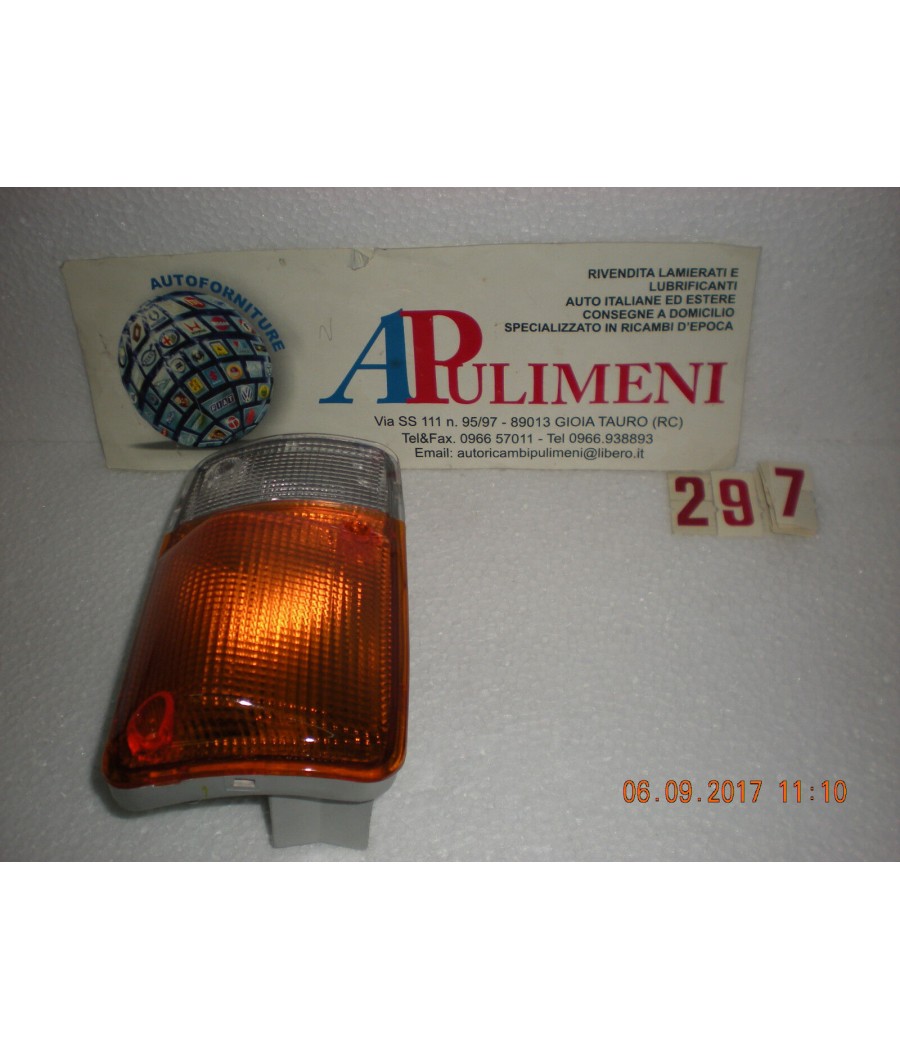 AUTOFORNITURE
RIVENDITA LAMIERATI E
LUBRIFICANTI
AUTO ITALIANE ED ESTERE
CONSEGNE A DOMICILIO
SPECIALIZZATO IN RICAMBI D'EPOCA
APULIMENI
Via SS 111 n. 95/97 - 89013 GIOIA TAURO (RC)
Tel&Fax. 0966 57011 - Tel 0966.938893
Email: autoricambipulimeni@libero.it
297
06.09.2017 11:10